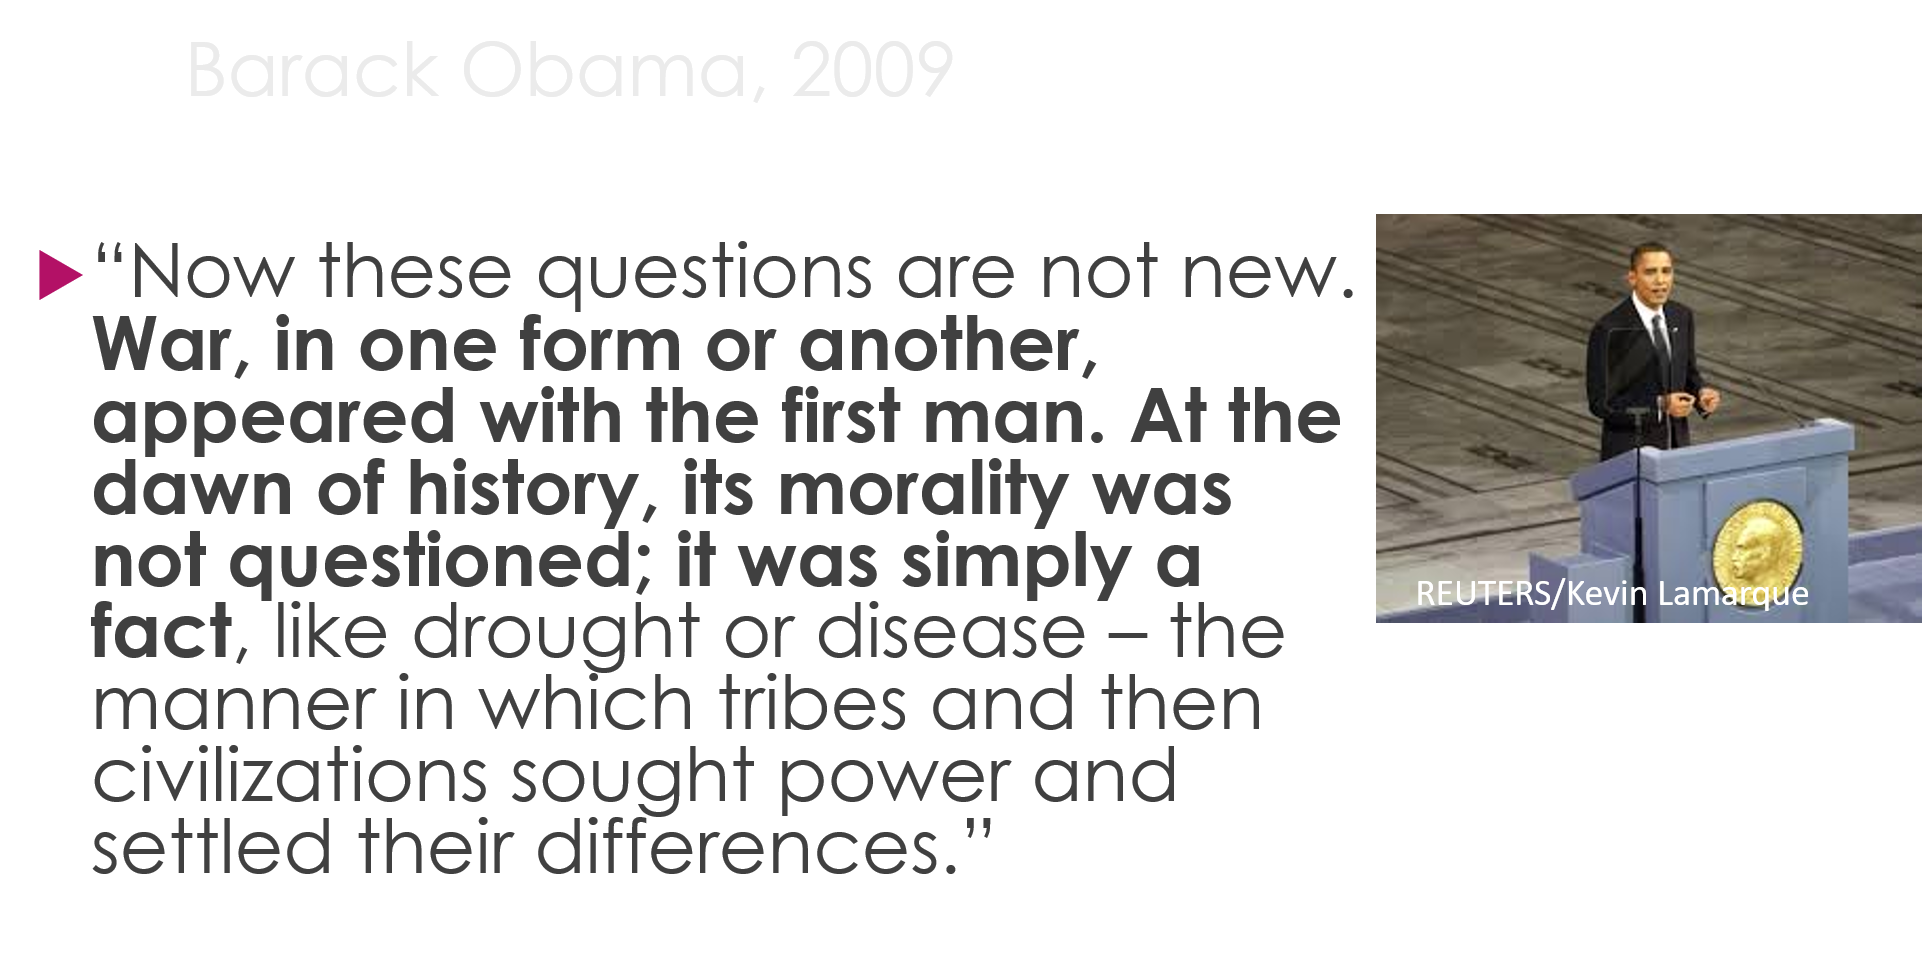 Barack Obama, 2009
“Now these questions are not new.
War, in one form or another,
appeared with the first man. At the
dawn of history, its morality was
not questioned; it was simply a
fact, like drought or disease – the
manner in which tribes and then
civilizations sought power and
settled their differences.”
REUTERS/Kevin Lamarque